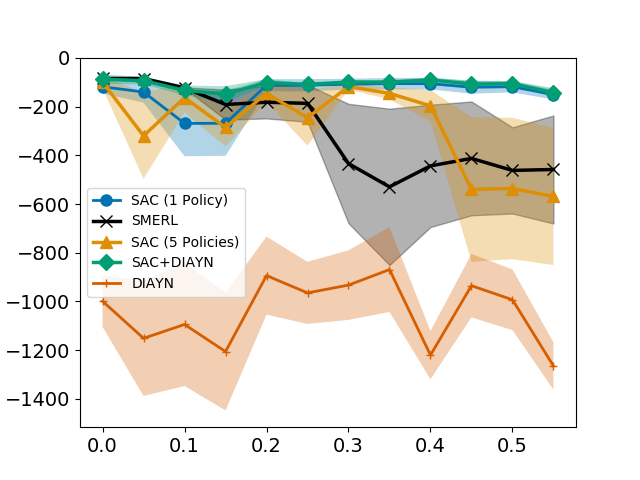 0
−200
−400
−600
−800
−1000
−1200
−1400
SAC (1 Policy)
SMERL
SAC (5 Policies)
SAC+DIAYN
DIAYN
0.0 0.1 0.2 0.3 0.4 0.5